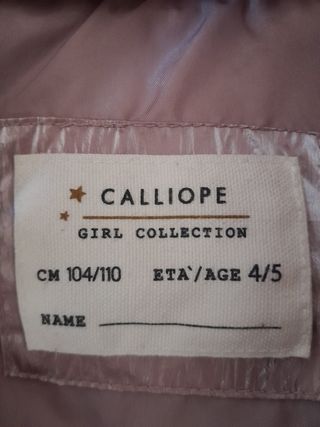 CALLIOPE
GIRL COLLECTION
CM 104/110 ETA'/AGE 4/5
NAME